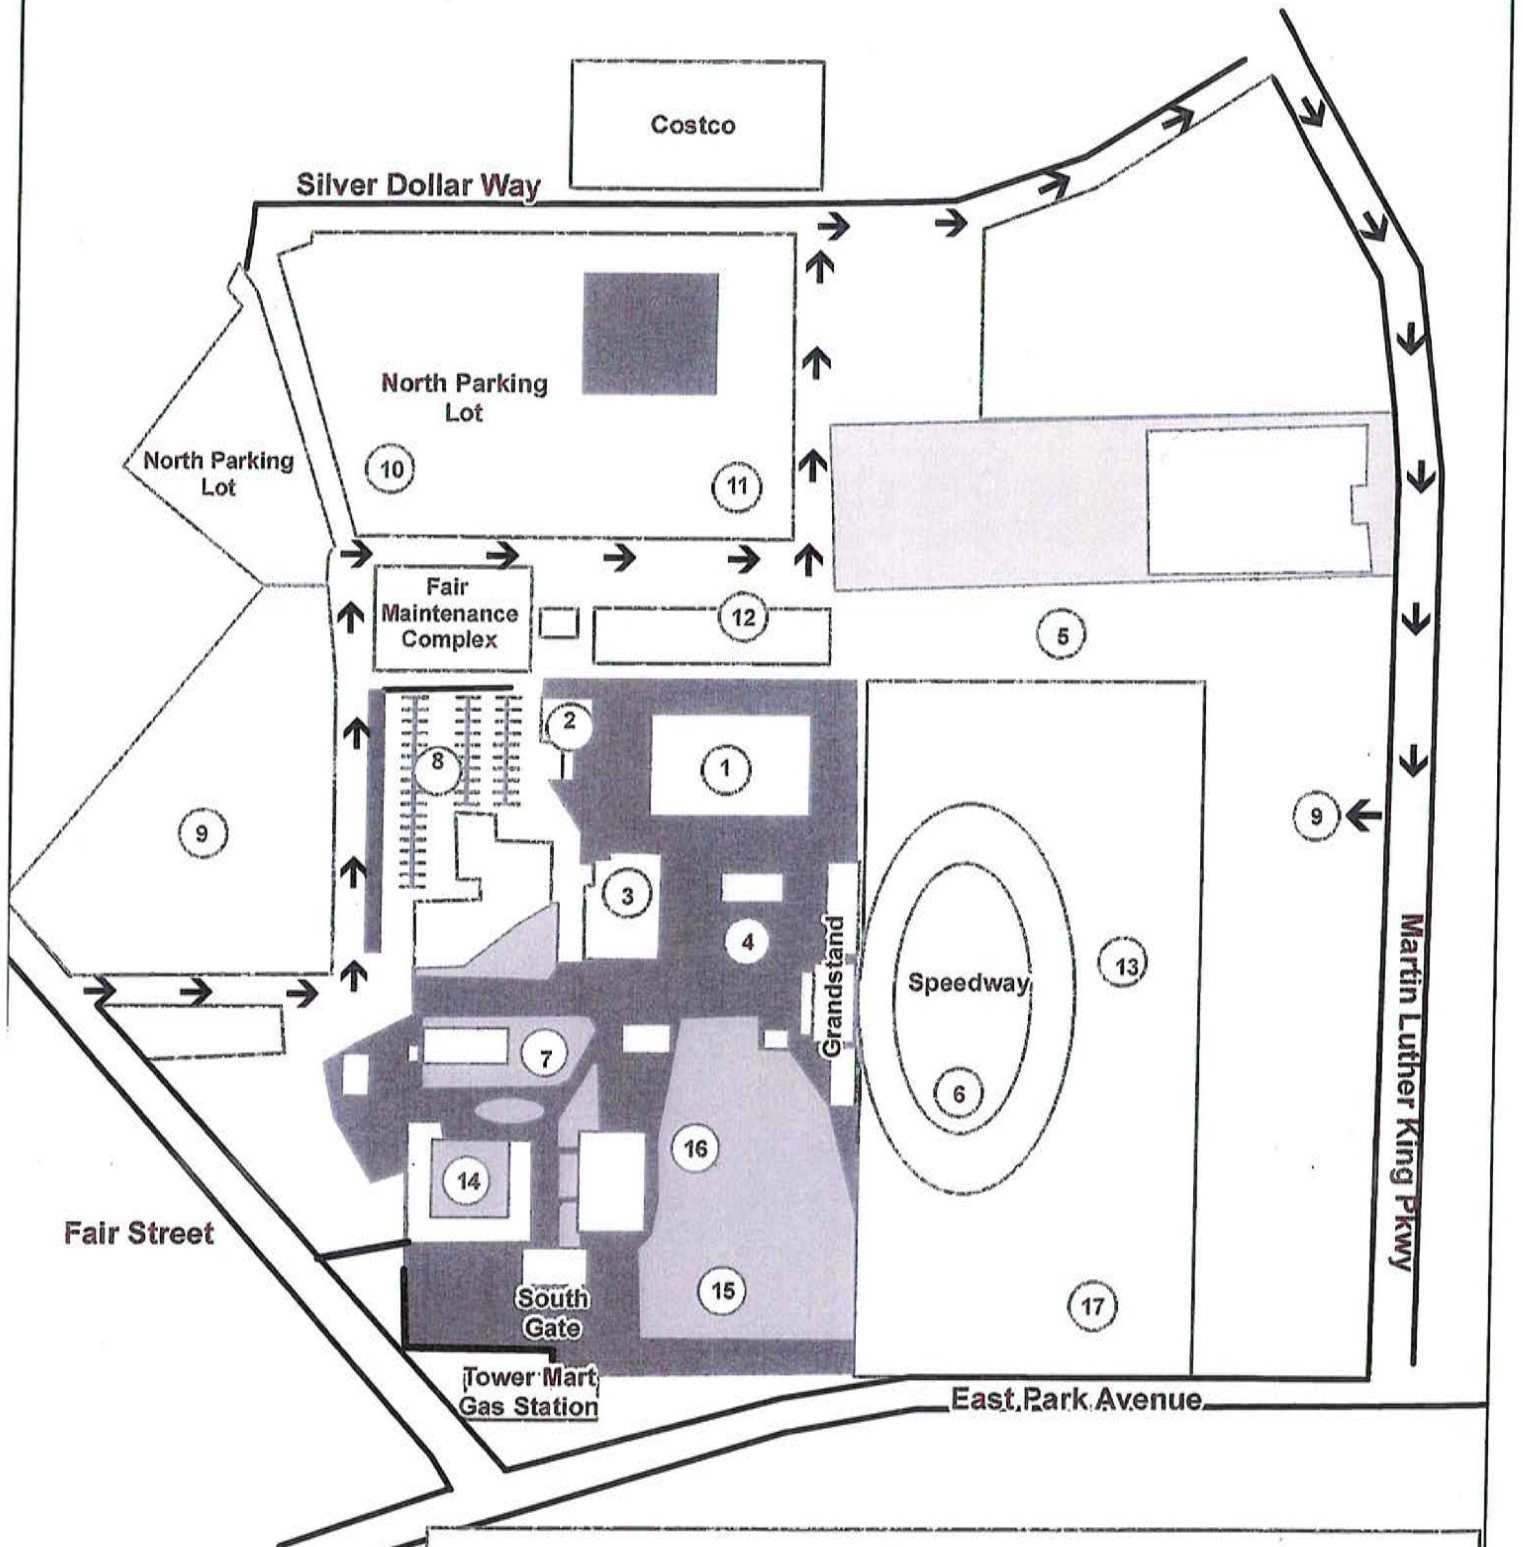 Costco
Silver Dollar Way
North Parking
Lot
North Parking
Lot
10
11
Fair
Maintenance
Complex
12
5
2
1
8
9
9
3
4
Grandstand
Speedway
13
Martin Luther King Pkwy
7
6
16
14
Fair Street
15
17
South
Gate
Tower Mart
Gas Station
East Park Avenue